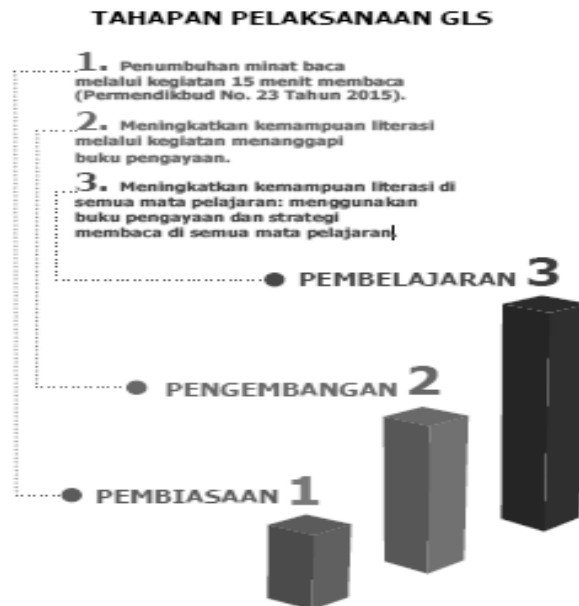 TAHAPAN PELAKSANAAN GLS
1. Penumbuhan minat baca
melalui kegiatan 15 menit membaca
(Permendikbud No. 23 Tahun 2015).
2. Meningkatkan kemampuan literasi
melalui kegiatan menanggapi
buku pengayaan.
3. Meningkatkan kemampuan literasi di
semua mata pelajaran: menggunakan
buku pengayaan dan strategi
membaca di semua mata pelajaran.
PEMBELAJARAN 3
PENGEMBANGAN 2
PEMBIASAAN 1